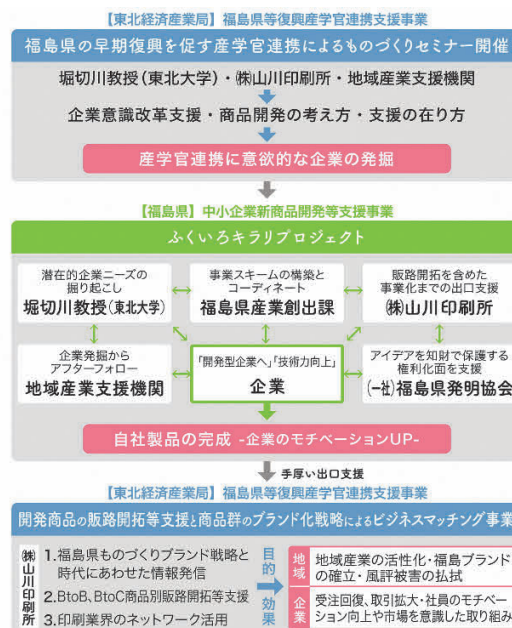 【東北経済産業局】福島県等復興産学官連携支援事業
福島県の早期復興を促す産学官連携によるものづくりセミナー開催
堀切川教授(東北大学)・㈱山川印刷所・地域産業支援機関
企業意識改革支援・商品開発の考え方・支援の在り方
産学官連携に意欲的な企業の発掘
【福島県】中小企業新商品開発等支援事業
ふくいろキラリプロジェクト
潜在的企業ニーズの
掘り起こし
堀切川教授(東北大学)
事業スキームの構築と
コーディネート
福島県産業創出課
販路開拓を含めた
事業化までの出口支援
㈱山川印刷所
企業発掘から
アフターフォロー
地域産業支援機関
「開発型企業へ」「技術力向上」
企業
アイデアを知財で保護する
権利化面を支援
(一社)福島県発明協会
自社製品の完成 -企業のモチベーションUP-
手厚い出口支援
【東北経済産業局】福島県等復興産学官連携支援事業
開発商品の販路開拓等支援と商品群のブランド化戦略によるビジネスマッチング事業
㈱山川印刷所
1.福島県ものづくりブランド戦略と
時代にあわせた情報発信
2.BtoB、BtoC商品別販路開拓等支援
3.印刷業界のネットワーク活用
目的
効果
地域
地域産業の活性化・福島ブランド
の確立・風評被害の払拭
企業
受注回復、取引拡大・社員のモチベー
ション向上や市場を意識した取り組み